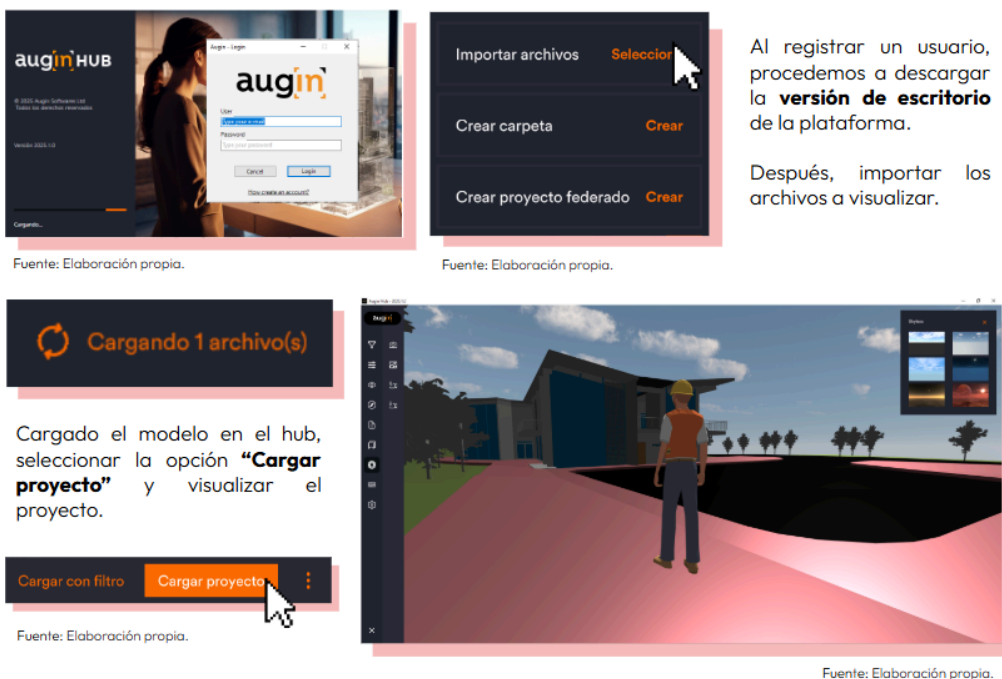 augin HUB
© 2025 Augin Softwares Ltd
Todos los derechos reservados
Versión 2025.1.0
Cargando...
Augin - Login
augin
User
Type your e-mail
Password
Type your password
Cancel
Login
How create an account?
Fuente: Elaboración propia.
Importar archivos
Seleccion
Crear carpeta
Crear
Crear proyecto federado
Crear
Fuente: Elaboración propia.
Al registrar un usuario,
procedemos a descargar
la versión de escritorio
de la plataforma.
Después, importar los
archivos a visualizar.
Cargando 1 archivo(s)
Cargado el modelo en el hub,
seleccionar la opción “Cargar
proyecto” y visualizar el
proyecto.
Cargar con filtro
Cargar proyecto
Fuente: Elaboración propia.
augin
Skybox
Fuente: Elaboración propia.